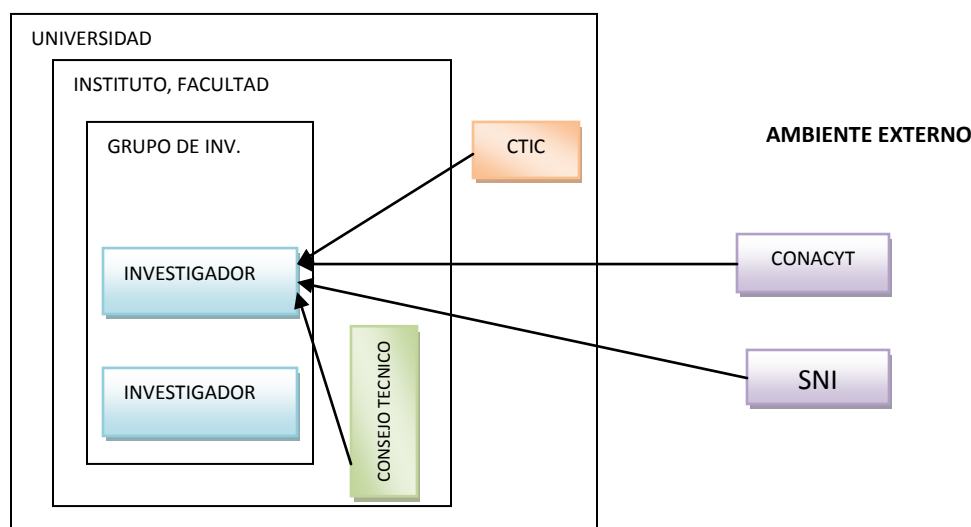 UNIVERSIDAD
INSTITUTO, FACULTAD
GRUPO DE INV.
CTIC
AMBIENTE EXTERNO
INVESTIGADOR
CONACYT
INVESTIGADOR
CONSEJO TECNICO
SNI